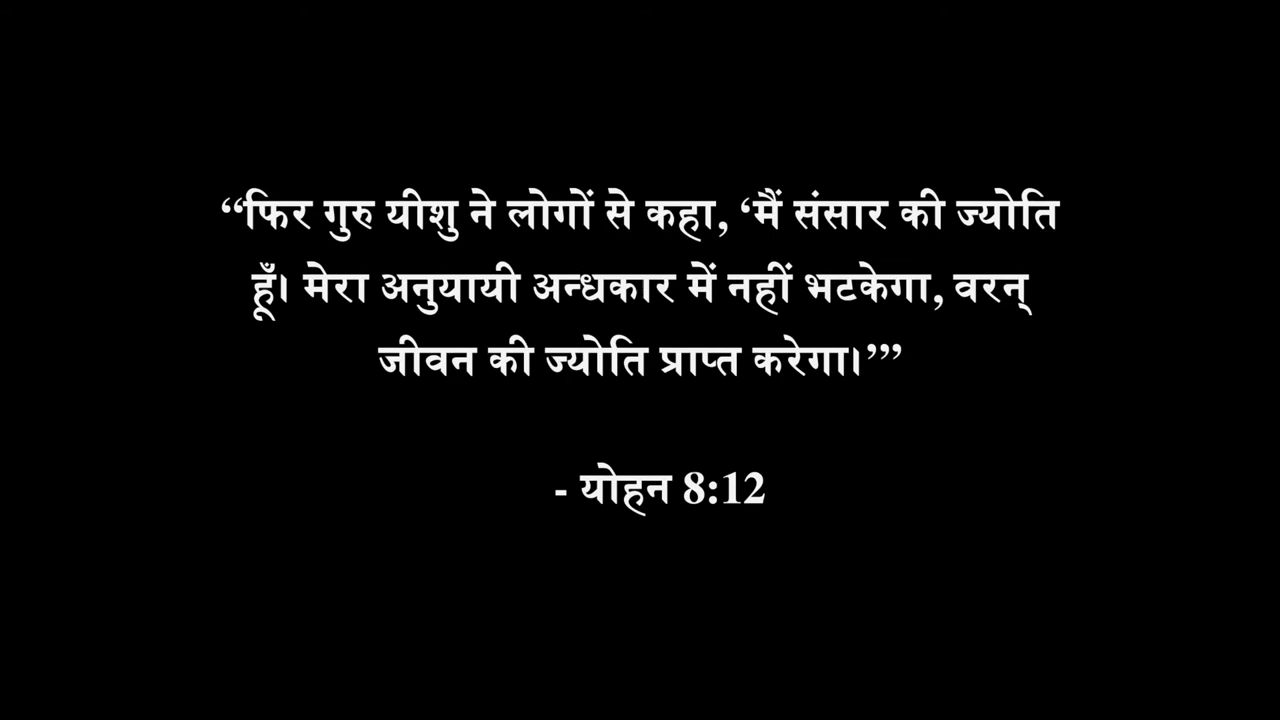 “फिर गुरु यीशु ने लोगों से कहा, ‘मैं संसार की ज्योति
हूँ। मेरा अनुयायी अन्धकार में नहीं भटकेगा, वरन्
जीवन की ज्योति प्राप्त करेगा।’”
- योहन 8:12